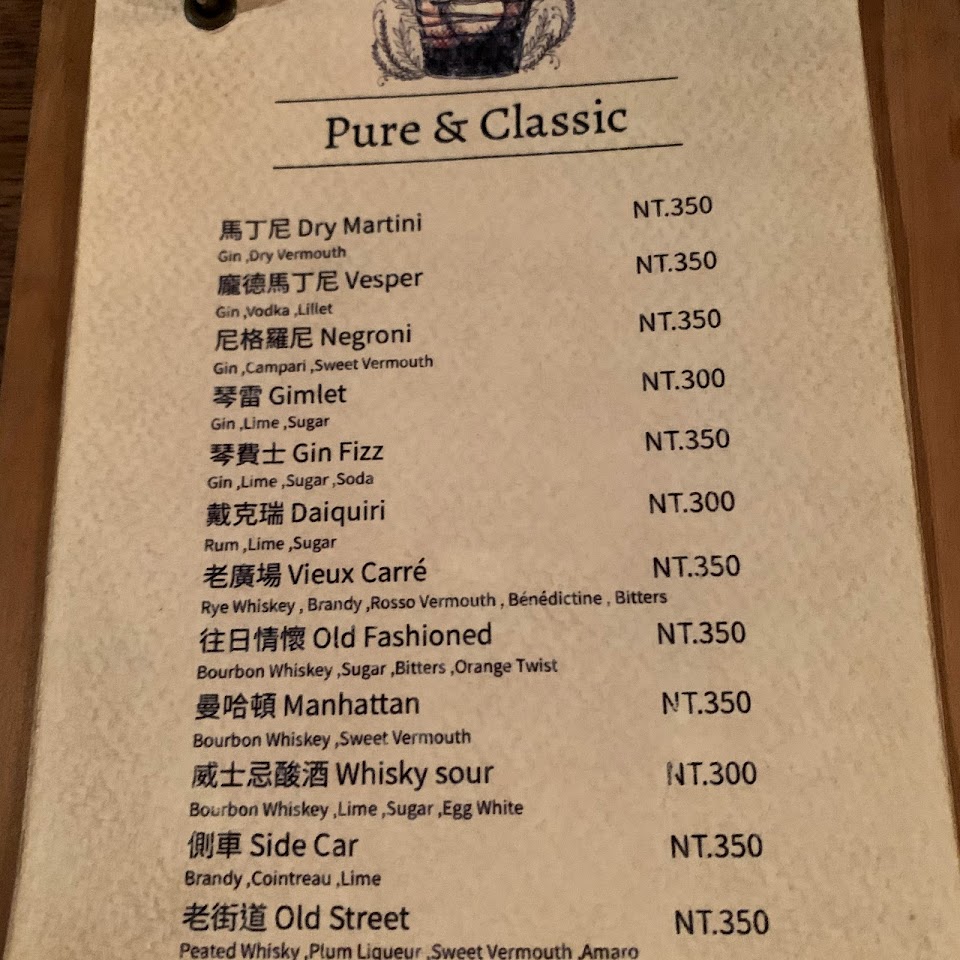 Pure & Classic
馬丁尼 Dry Martini NT.350
Gin ,Dry Vermouth
龐德馬丁尼 Vesper NT.350
Gin ,Vodka ,Lillet
尼格羅尼 Negroni NT.350
Gin ,Campari ,Sweet Vermouth
琴雷 Gimlet NT.300
Gin ,Lime ,Sugar
琴費士 Gin Fizz NT.350
Gin ,Lime ,Sugar ,Soda
戴克瑞 Daiquiri NT.300
Rum ,Lime ,Sugar
老廣場 Vieux Carré NT.350
Rye Whiskey , Brandy ,Rosso Vermouth , Bénédictine , Bitters
往日情懷 Old Fashioned NT.350
Bourbon Whiskey ,Sugar ,Bitters ,Orange Twist
曼哈頓 Manhattan NT.350
Bourbon Whiskey ,Sweet Vermouth
威士忌酸酒 Whisky sour NT.300
Bourbon Whiskey ,Lime ,Sugar ,Egg White
側車 Side Car NT.350
Brandy ,Cointreau ,Lime
老街道 Old Street NT.350
Peated Whisky ,Plum Liqueur ,Sweet Vermouth ,Amaro